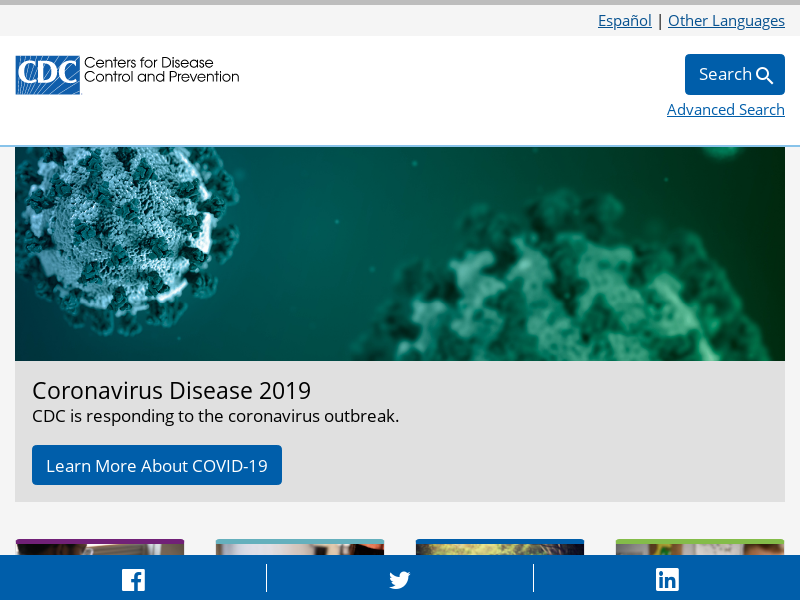 Español | Other Languages
CDC Centers for Disease
Control and Prevention
Search
Advanced Search
Coronavirus Disease 2019
CDC is responding to the coronavirus outbreak.
Learn More About COVID-19